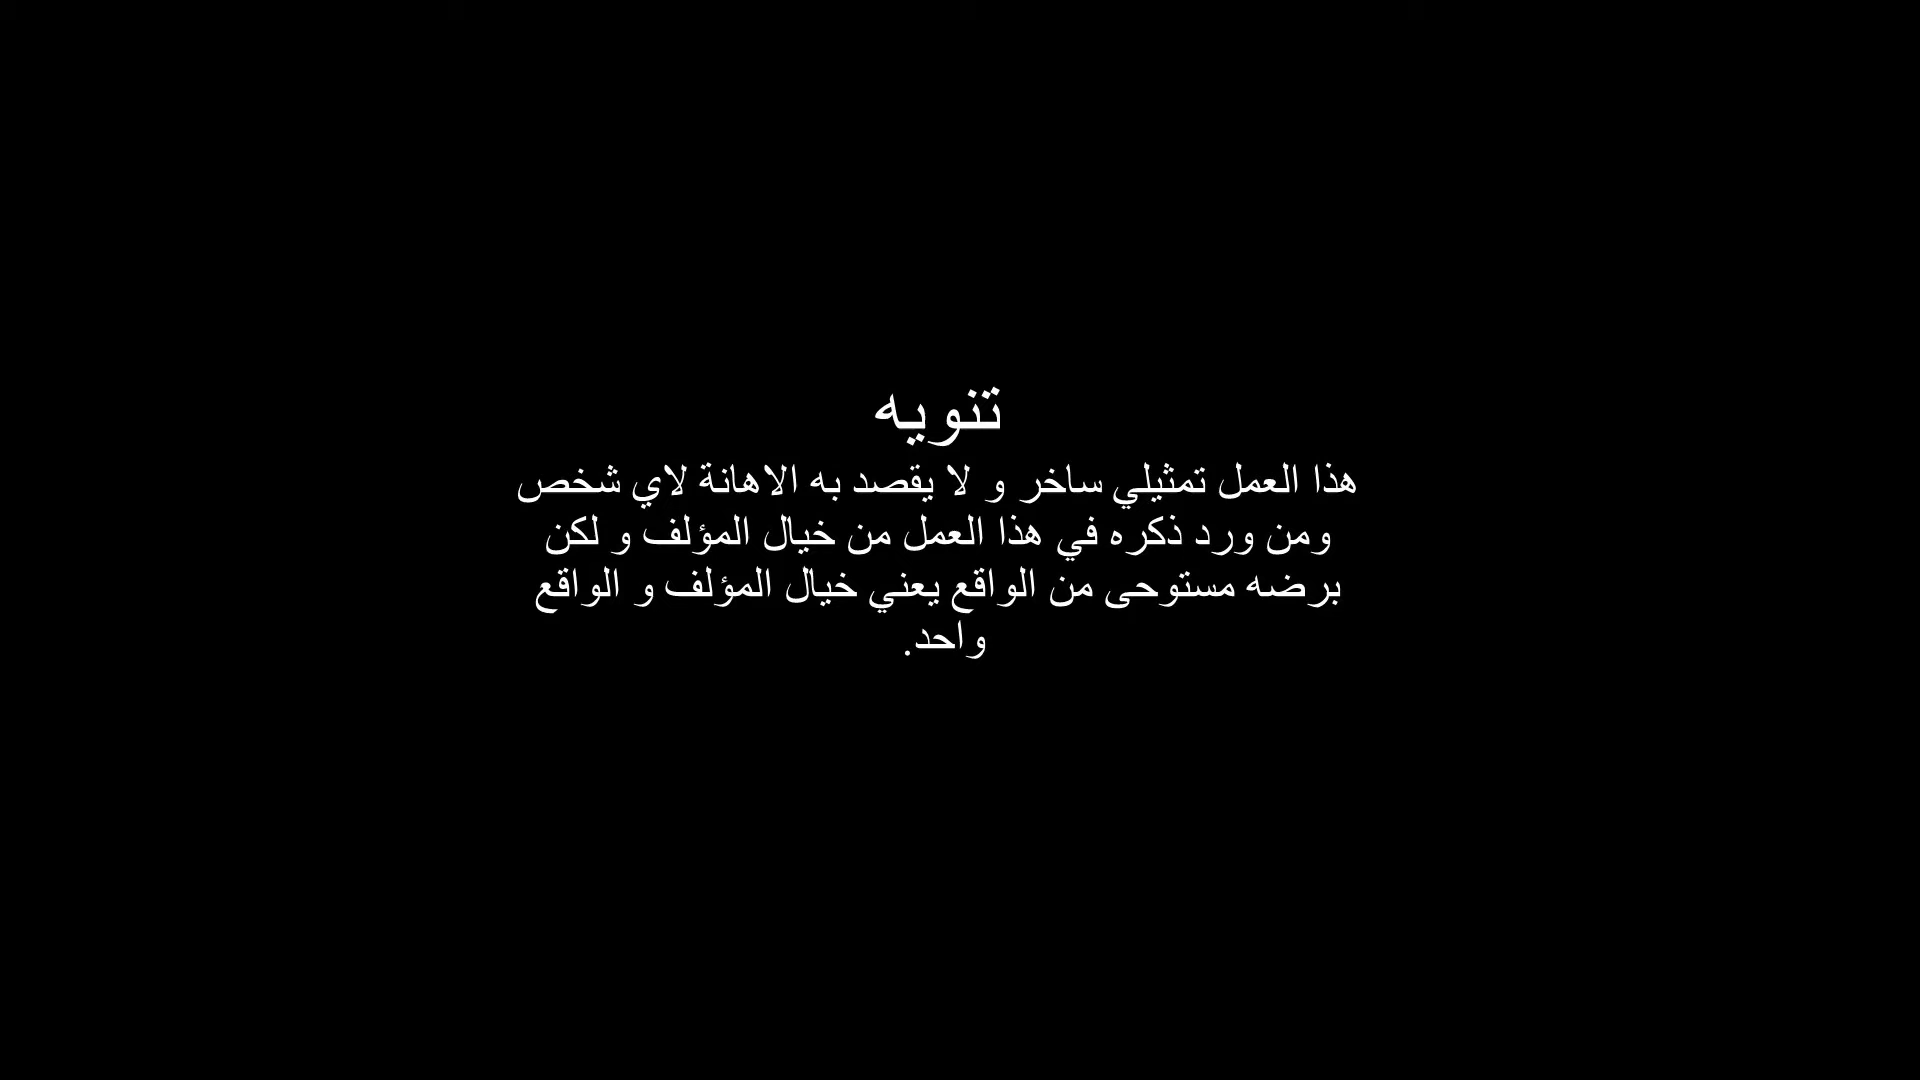 تنويه
هذا العمل تمثيلي ساخر و لا يقصد به الاهانة لاي شخص
ومن ورد ذكره في هذا العمل من خيال المؤلف و لكن
برضه مستوحى من الواقع يعني خيال المؤلف و الواقع
واحد.